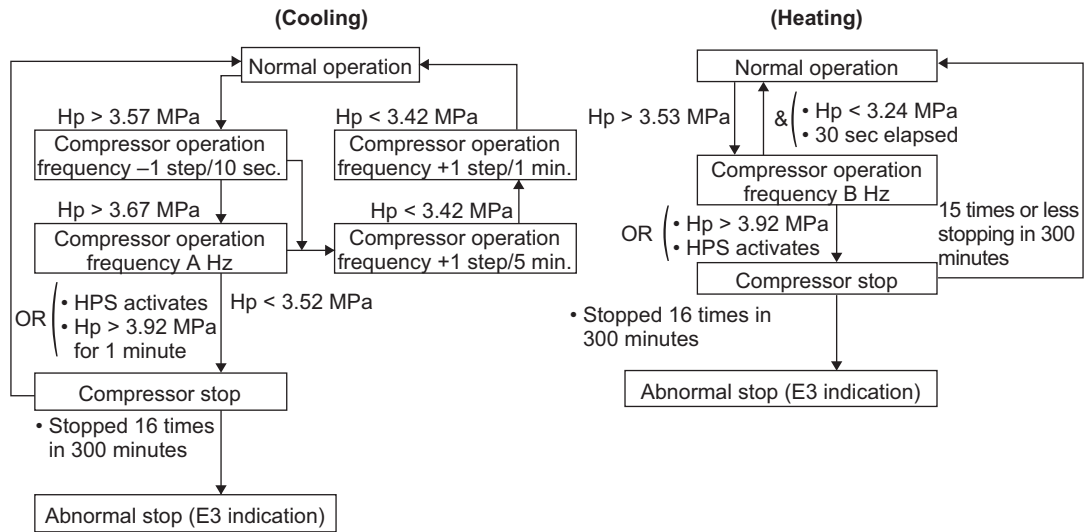 (Cooling)
Normal operation
Hp > 3.57 MPa
Compressor operation
frequency –1 step/10 sec.
Hp < 3.42 MPa
Compressor operation
frequency +1 step/1 min.
Hp > 3.67 MPa
Compressor operation
frequency A Hz
Hp < 3.42 MPa
Compressor operation
frequency +1 step/5 min.
OR
• HPS activates
• Hp > 3.92 MPa
for 1 minute
Hp < 3.52 MPa
Compressor stop
• Stopped 16 times
in 300 minutes
Abnormal stop (E3 indication)
(Heating)
Normal operation
Hp > 3.53 MPa
&
• Hp < 3.24 MPa
• 30 sec elapsed
Compressor operation
frequency B Hz
OR
• Hp > 3.92 MPa
• HPS activates
15 times or less
stopping in 300
minutes
Compressor stop
• Stopped 16 times in
300 minutes
Abnormal stop (E3 indication)